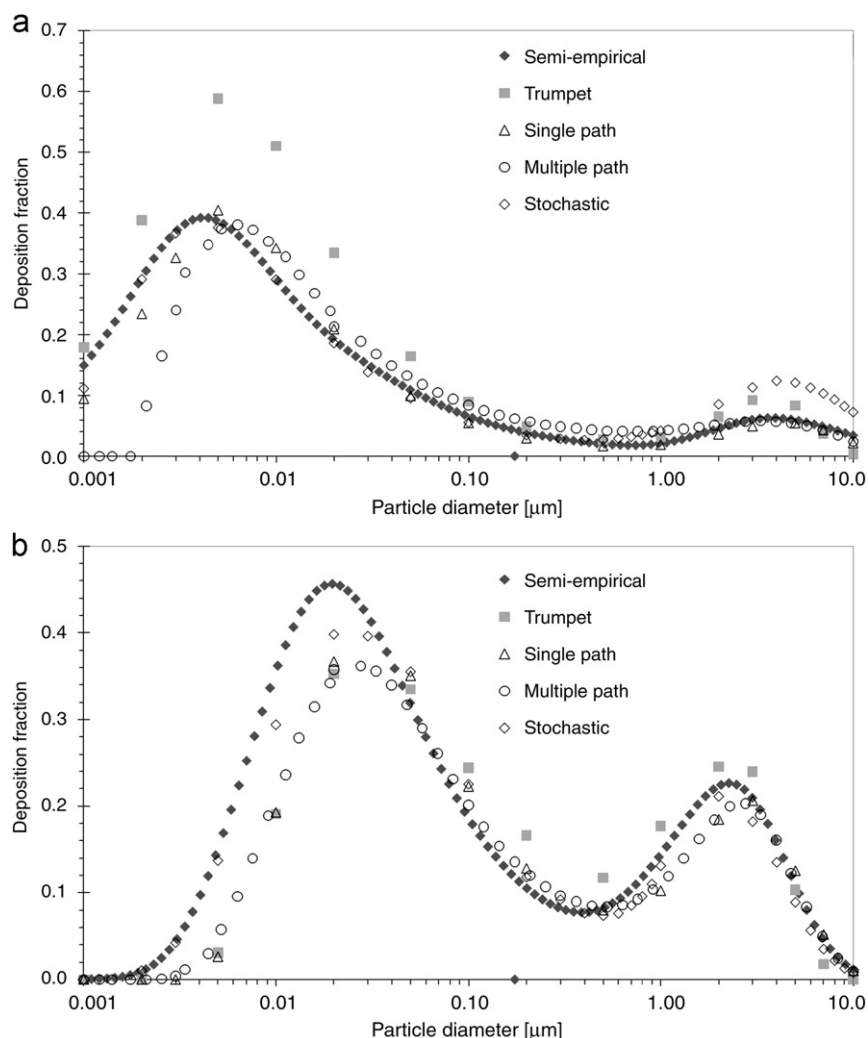 a
0.7
0.6
0.5
0.4
0.3
0.2
0.1
0.0
Deposition fraction
Semi-empirical
Trumpet
Single path
Multiple path
Stochastic
0.001 0.01 0.10 1.00 10.0
Particle diameter [μm]
b
0.5
0.4
0.3
0.2
0.1
0.0
Deposition fraction
Semi-empirical
Trumpet
Single path
Multiple path
Stochastic
0.001 0.01 0.10 1.00 10.0
Particle diameter [μm]